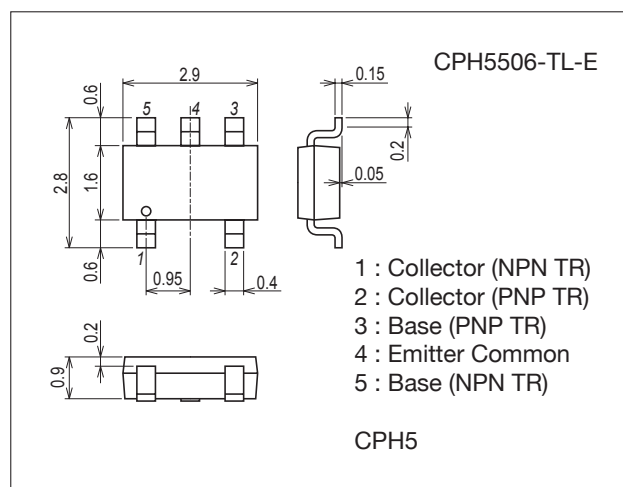 CPH5506-TL-E
2.9
0.15
0.6
5
4
3
0.2
2.8
1.6
0.05
0.6
1
2
0.95
0.4
1 : Collector (NPN TR)
2 : Collector (PNP TR)
3 : Base (PNP TR)
4 : Emitter Common
5 : Base (NPN TR)
0.2
0.9
CPH5